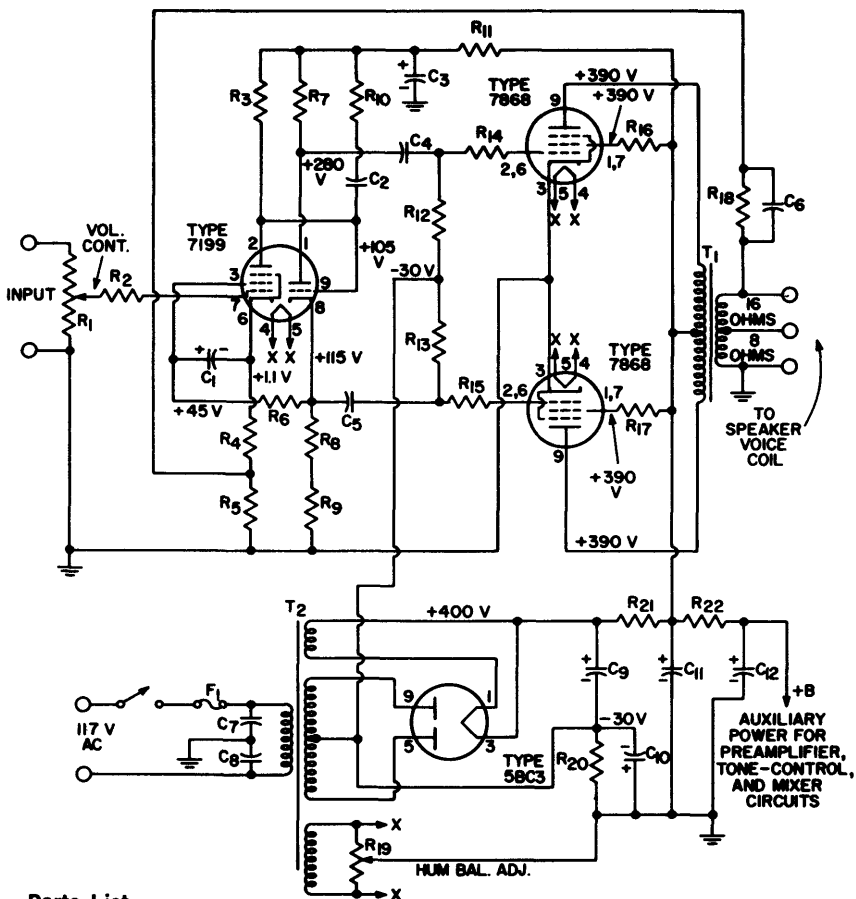 R11
+390 V
+390 V
TYPE
7868
9
R3
R7
R10
+
-
C3
C4
R14
R16
2,6
1,7
3
5
4
X
X
+280
V
C2
R18
C6
VOL.
CONT.
TYPE
7199
R12
T1
2
1
+105
V
INPUT
R2
3
7
6
9
8
-30 V
16
OHMS
8
OHMS
R1
4
5
X
X
R13
X
X
3
5
4
TYPE
7868
+
-
C1
+1.1 V
+115 V
R15
2,6
1,7
R17
+45 V
R6
C5
TO
SPEAKER
VOICE
COIL
R4
R8
9
+390
V
R5
R9
+390 V
T2
+400 V
R21
R22
+
-
C9
+
-
C11
+
-
C12
F1
9
1
117 V
AC
C7
C8
5
3
-30 V
+B
TYPE
5BC3
R20
-
+
C10
AUXILIARY
POWER FOR
PREAMPLIFIER,
TONE-CONTROL,
AND MIXER
CIRCUITS
X
R19
HUM BAL. ADJ.
X